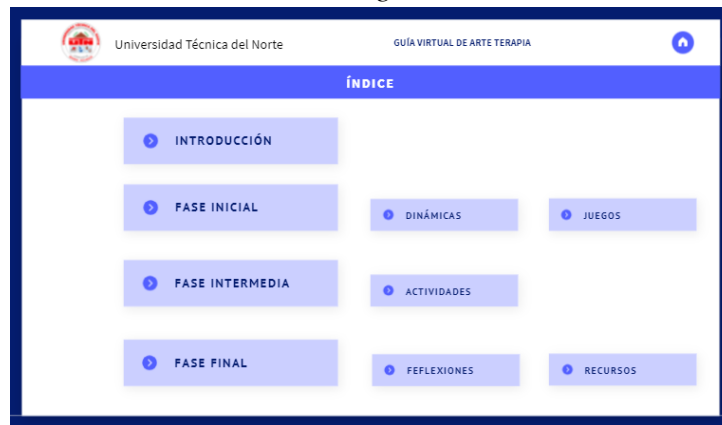 Universidad Técnica del Norte
GUÍA VIRTUAL DE ARTE TERAPIA
ÍNDICE
INTRODUCCIÓN
FASE INICIAL
DINÁMICAS
JUEGOS
FASE INTERMEDIA
ACTIVIDADES
FASE FINAL
FEFLEXIONES
RECURSOS